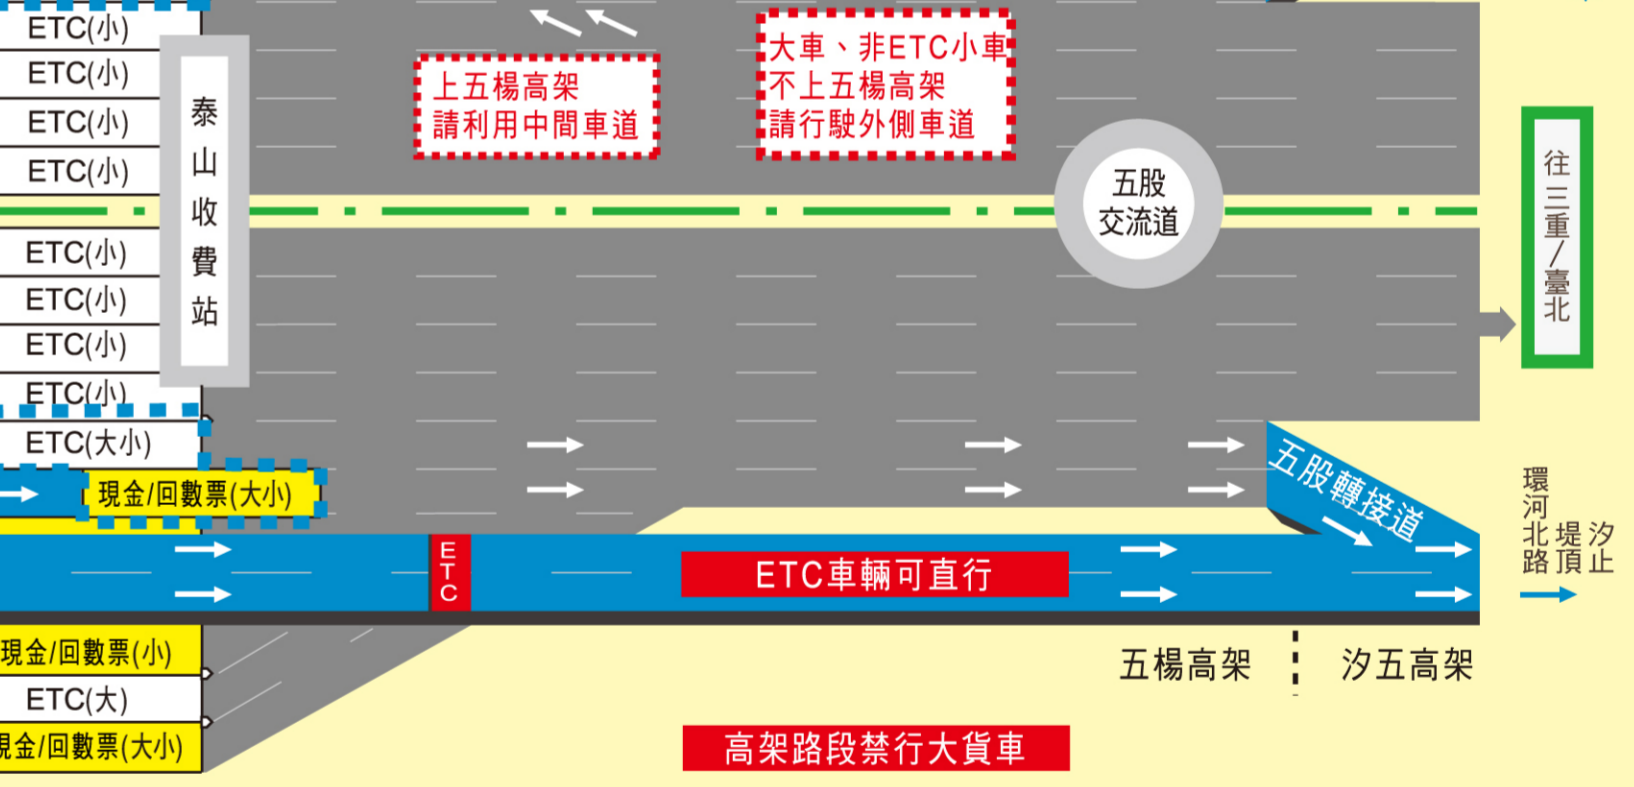 ETC(小)
ETC(小)
ETC(小)
ETC(小)
泰山收費站
上五楊高架
請利用中間車道
大車、非ETC小車
不上五楊高架
請行駛外側車道
五股
交流道
往三重/臺北
ETC(小)
ETC(小)
ETC(小)
ETC(小)
ETC(大小)
現金/回數票(大小)
五股轉接道
環河北路
堤頂
汐止
ETC
ETC車輛可直行
現金/回數票(小)
ETC(大)
現金/回數票(大小)
五楊高架
汐五高架
高架路段禁行大貨車